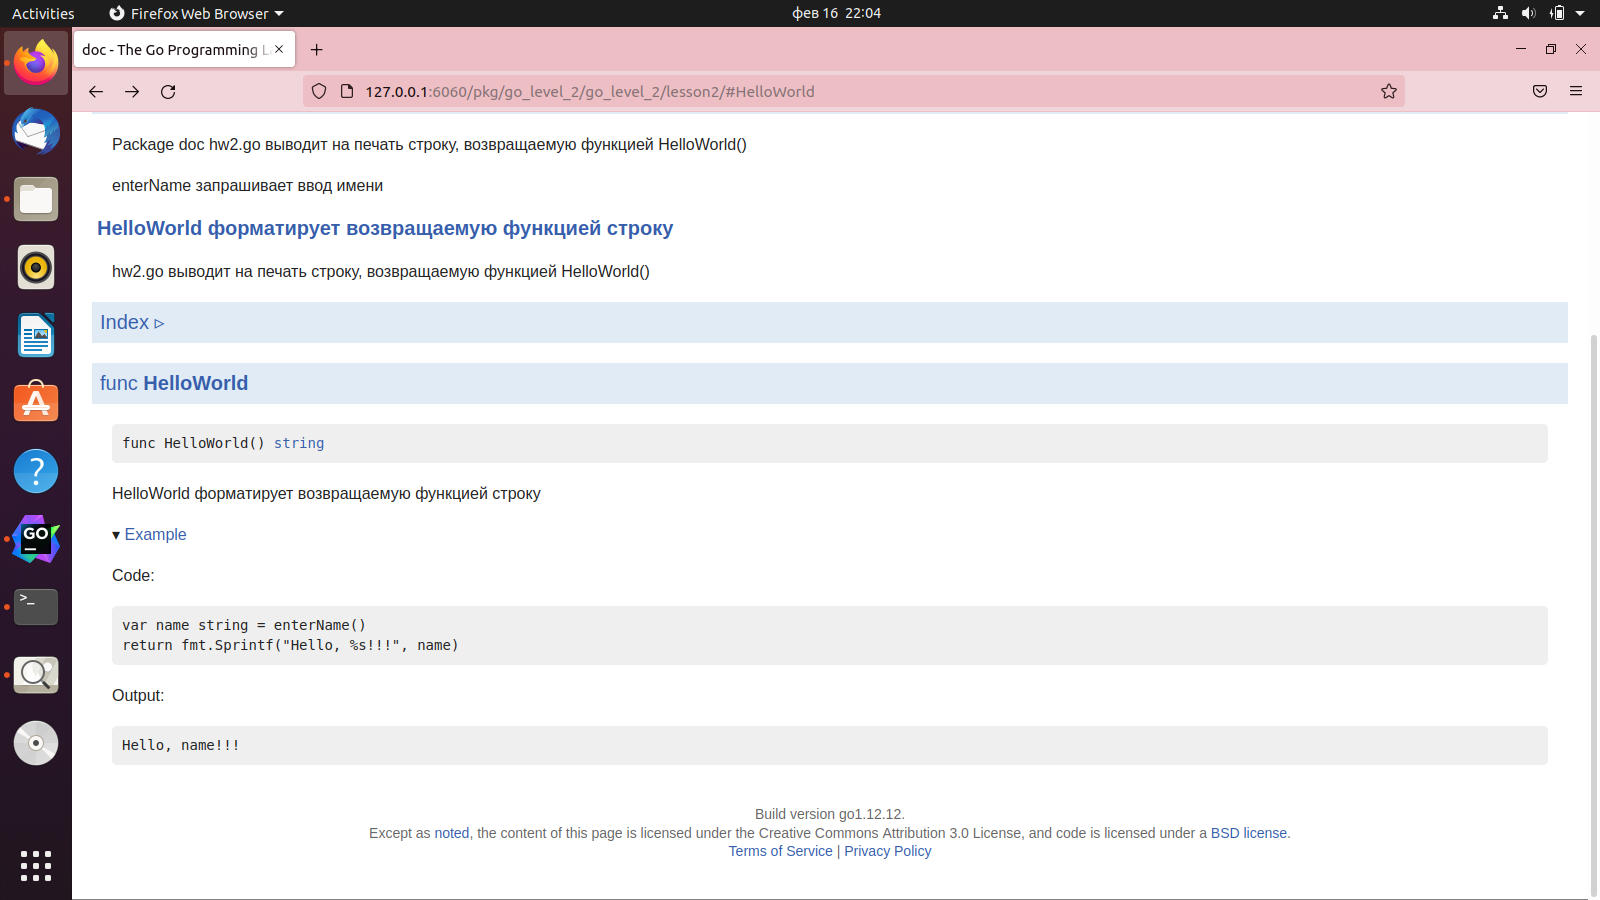 Activities
Firefox Web Browser
фев 16 22:04
doc - The Go Programming L
127.0.0.1:6060/pkg/go_level_2/go_level_2/lesson2/#HelloWorld
Package doc hw2.go выводит на печать строку, возвращаемую функцией HelloWorld()
enterName запрашивает ввод имени
HelloWorld форматирует возвращаемую функцией строку
hw2.go выводит на печать строку, возвращаемую функцией HelloWorld()
Index ▹
func HelloWorld
func HelloWorld() string
HelloWorld форматирует возвращаемую функцией строку
▾ Example
Code:
var name string = enterName()
return fmt.Sprintf("Hello, %s!!!", name)
Output:
Hello, name!!!
Build version go1.12.12.
Except as noted, the content of this page is licensed under the Creative Commons Attribution 3.0 License, and code is licensed under a BSD license.
Terms of Service | Privacy Policy
GO
>_
?